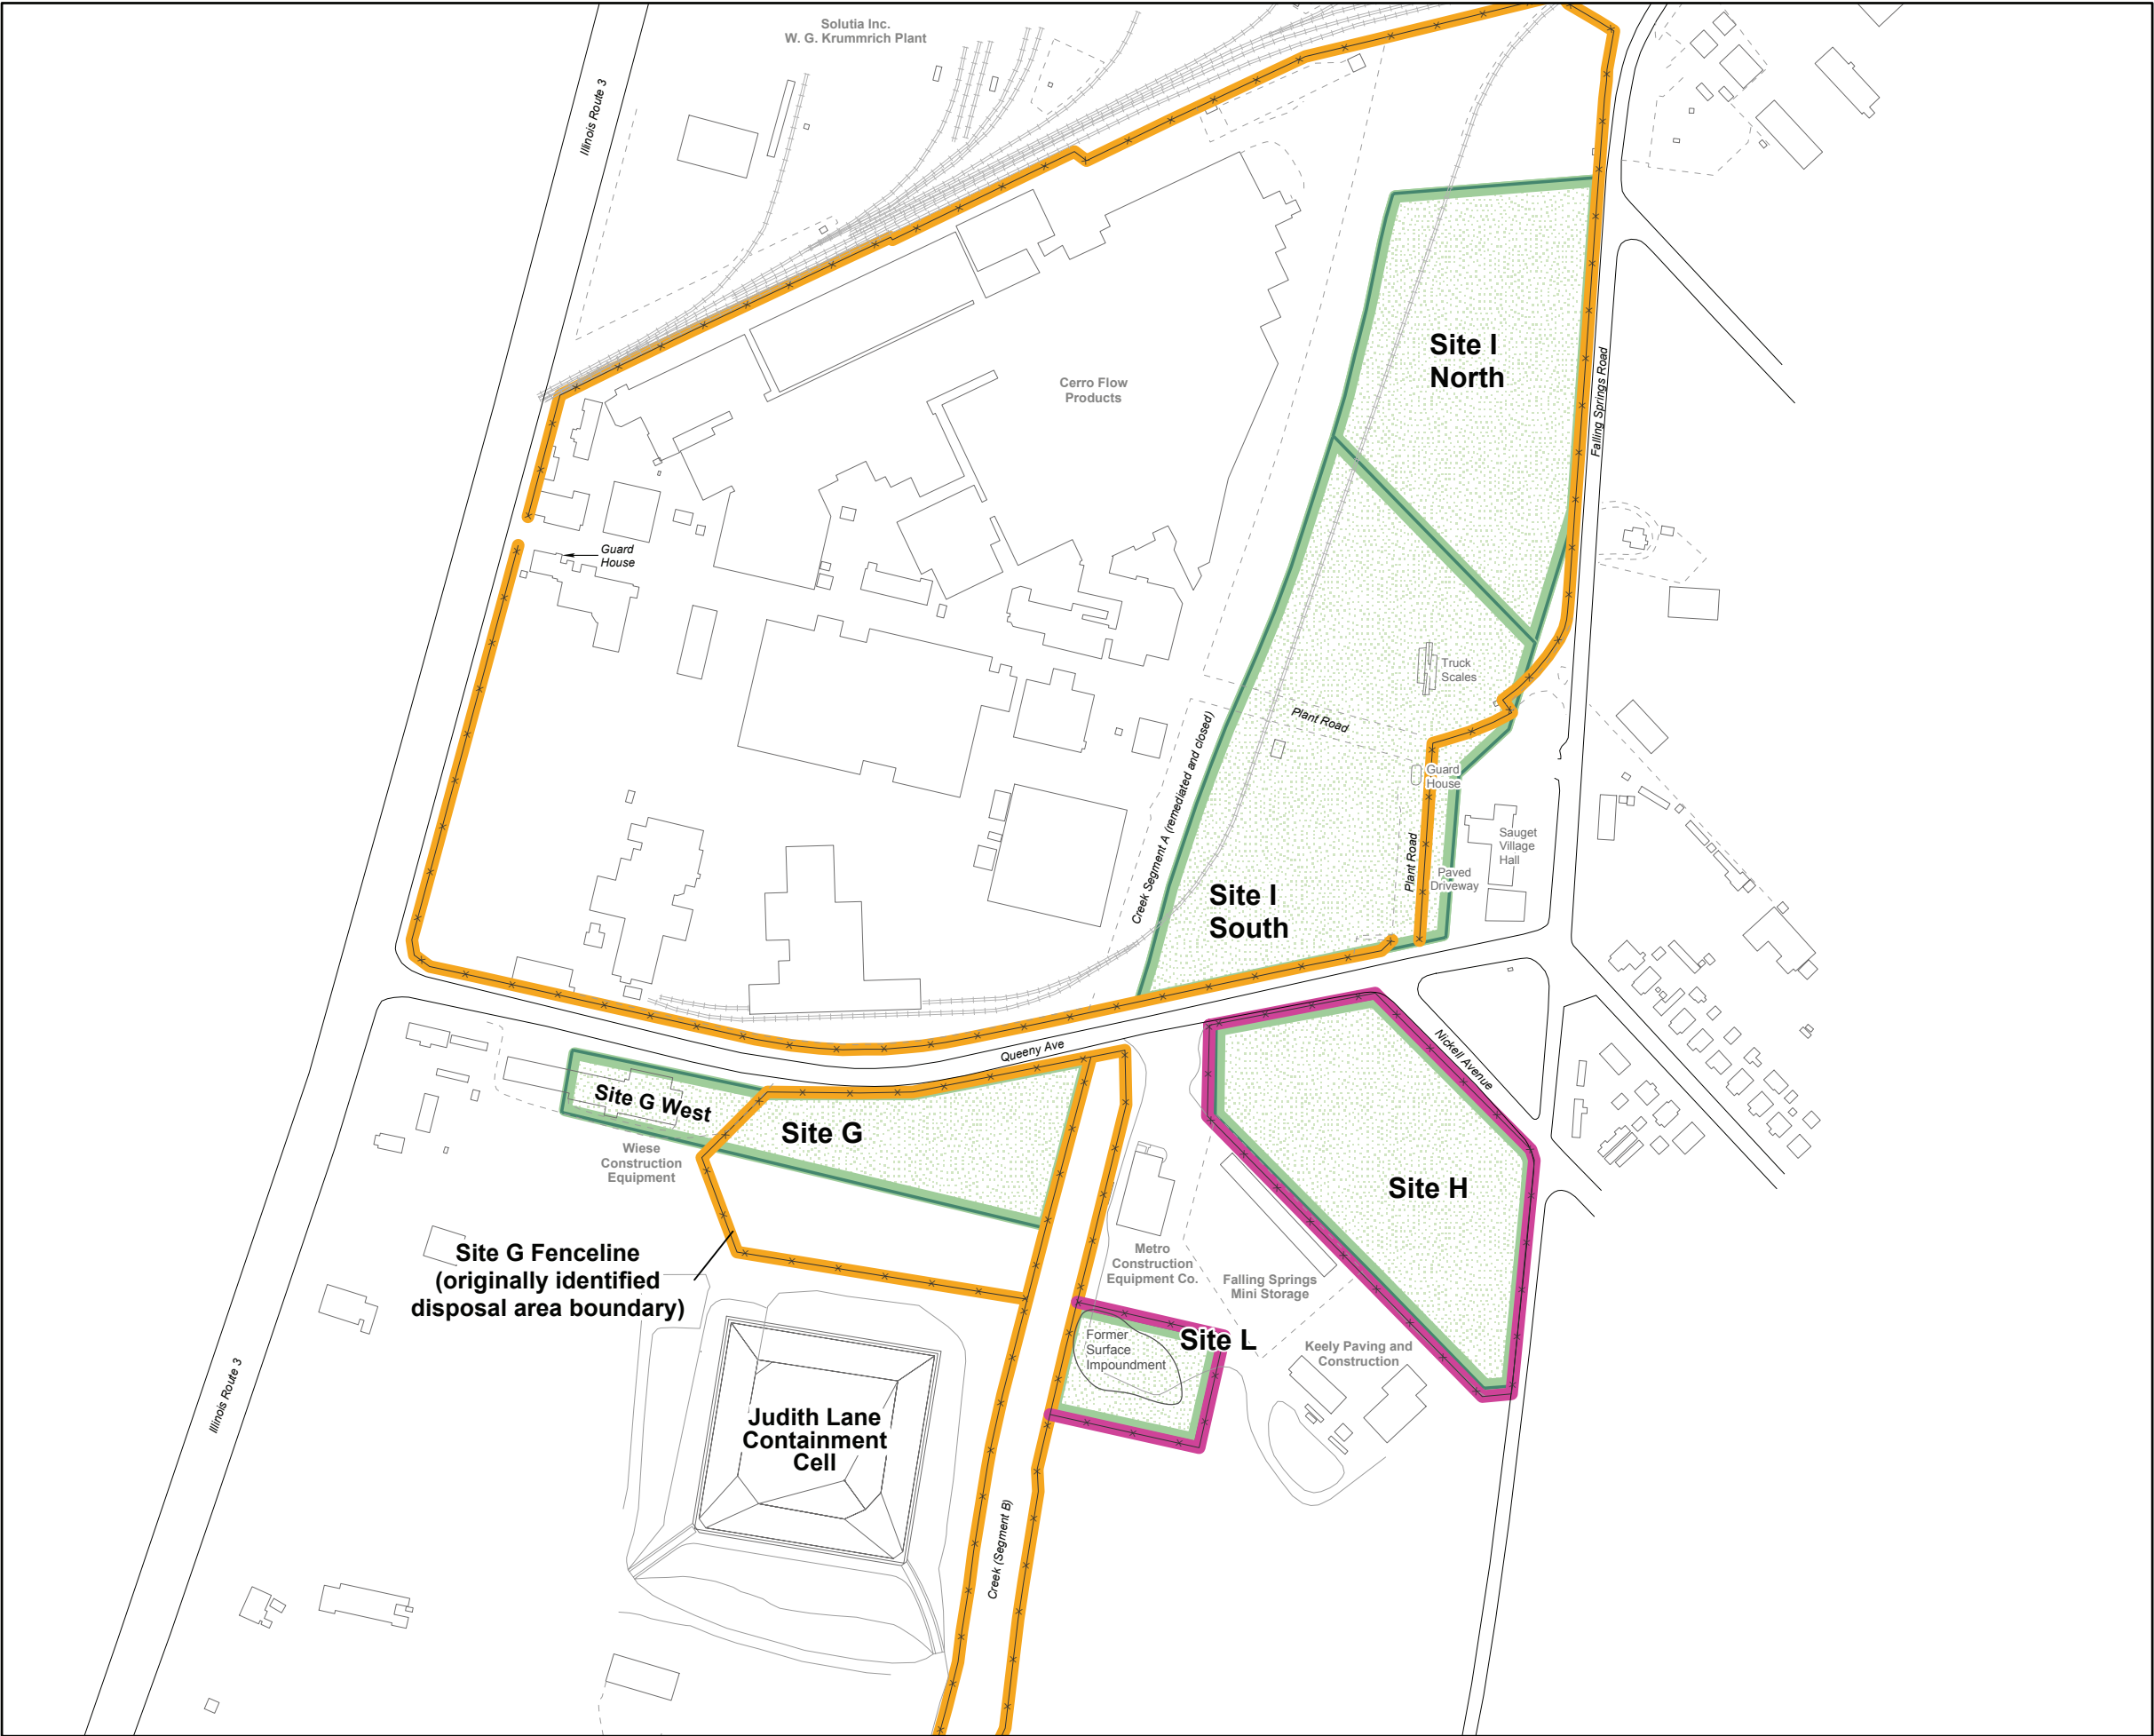 Solutia Inc.
W. G. Krummrich Plant
Illinois Route 3
Site I
North
Falling Springs Road
Cerro Flow
Products
Guard
House
Truck
Scales
Plant Road
Creek Segment A (remediated and closed)
Guard
House
Sauget
Village
Hall
Plant Road
Paved
Driveway
Site I
South
Queeny Ave
Nickell Avenue
Site G West
Site G
Wiese
Construction
Equipment
Site H
Site G Fenceline
(originally identified
disposal area boundary)
Metro
Construction
Equipment Co.
Falling Springs
Mini Storage
Former
Surface
Impoundment
Site L
Keely Paving and
Construction
Illinois Route 3
Judith Lane
Containment
Cell
Creek (Segment B)